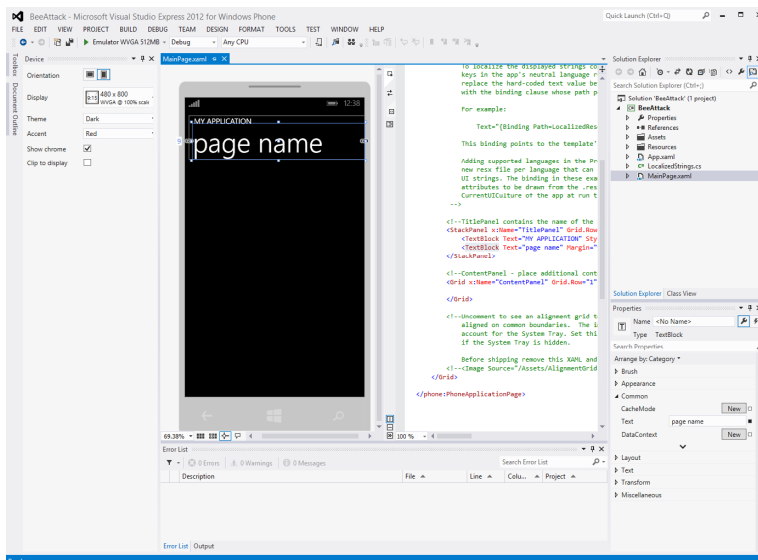 BeeAttack - Microsoft Visual Studio Express 2012 for Windows Phone
Quick Launch (Ctrl+Q)
FILE EDIT VIEW PROJECT BUILD DEBUG TEAM DESIGN FORMAT TOOLS TEST WINDOW HELP
Emulator WVGA 512MB Debug Any CPU
Toolbox
Document Outline
Device
Orientation
Display
9:15
480 x 800
WVGA @ 100% scale
Theme Dark
Accent Red
Show chrome
Clip to display
MainPage.xaml
12:38
MY APPLICATION
page name
69.38%
To localize the displayed strings co
keys in the app's neutral language r
replace the hard-coded text value be
with the binding clause whose path p
For example:
Text="{Binding Path=LocalizedRes
This binding points to the template'
Adding supported languages in the Pr
new resx file per language that can
UI strings. The binding in these exa
attributes to be drawn from the .res
CurrentUICulture of the app at run t
-->
<!--TitlePanel contains the name of the
<StackPanel x:Name="TitlePanel" Grid.Row
<TextBlock Text="MY APPLICATION" Sty
<TextBlock Text="page name" Margin="
</StackPanel>
<!--ContentPanel - place additional cont
<Grid x:Name="ContentPanel" Grid.Row="1"
</Grid>
<!--Uncomment to see an alignment grid t
aligned on common boundaries. The i
account for the System Tray. Set thi
if the System Tray is hidden.
Before shipping remove this XAML and
<!--<Image Source="/Assets/AlignmentGrid
</Grid>
</phone:PhoneApplicationPage>
100 %
Error List
0 Errors 0 Warnings 0 Messages
Search Error List
Description File Line Colu... Project
Error List Output
Solution Explorer
Search Solution Explorer (Ctrl+;)
Solution 'BeeAttack' (1 project)
BeeAttack
Properties
References
Assets
Resources
App.xaml
LocalizedStrings.cs
MainPage.xaml
Solution Explorer Class View
Properties
Name <No Name>
Type TextBlock
Search Properties
Arrange by: Category
Brush
Appearance
Common
CacheMode New
Text page name
DataContext New
Layout
Text
Transform
Miscellaneous